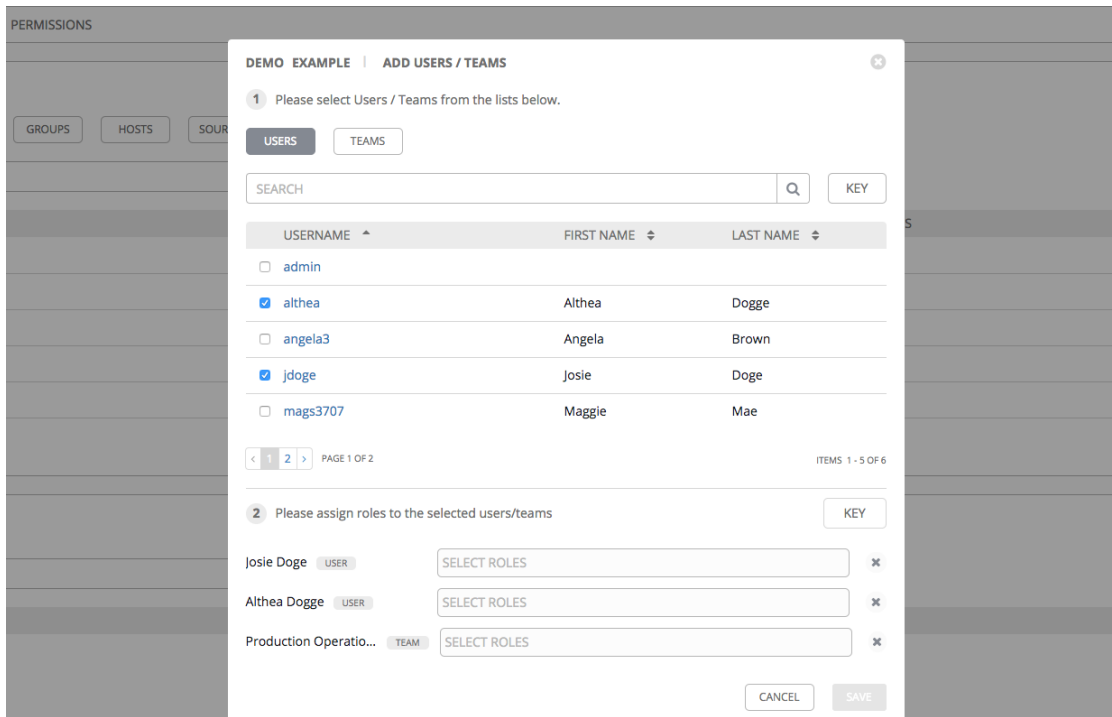 PERMISSIONS
DEMO EXAMPLE | ADD USERS / TEAMS
1 Please select Users / Teams from the lists below.
GROUPS HOSTS SOUR
USERS TEAMS
SEARCH KEY
S
USERNAME FIRST NAME LAST NAME
admin
althea Althea Dogge
angela3 Angela Brown
jdoge Josie Doge
mags3707 Maggie Mae
< 1 2 > PAGE 1 OF 2 ITEMS 1 - 5 OF 6
2 Please assign roles to the selected users/teams KEY
Josie Doge USER SELECT ROLES
Althea Dogge USER SELECT ROLES
Production Operatio... TEAM SELECT ROLES
CANCEL SAVE